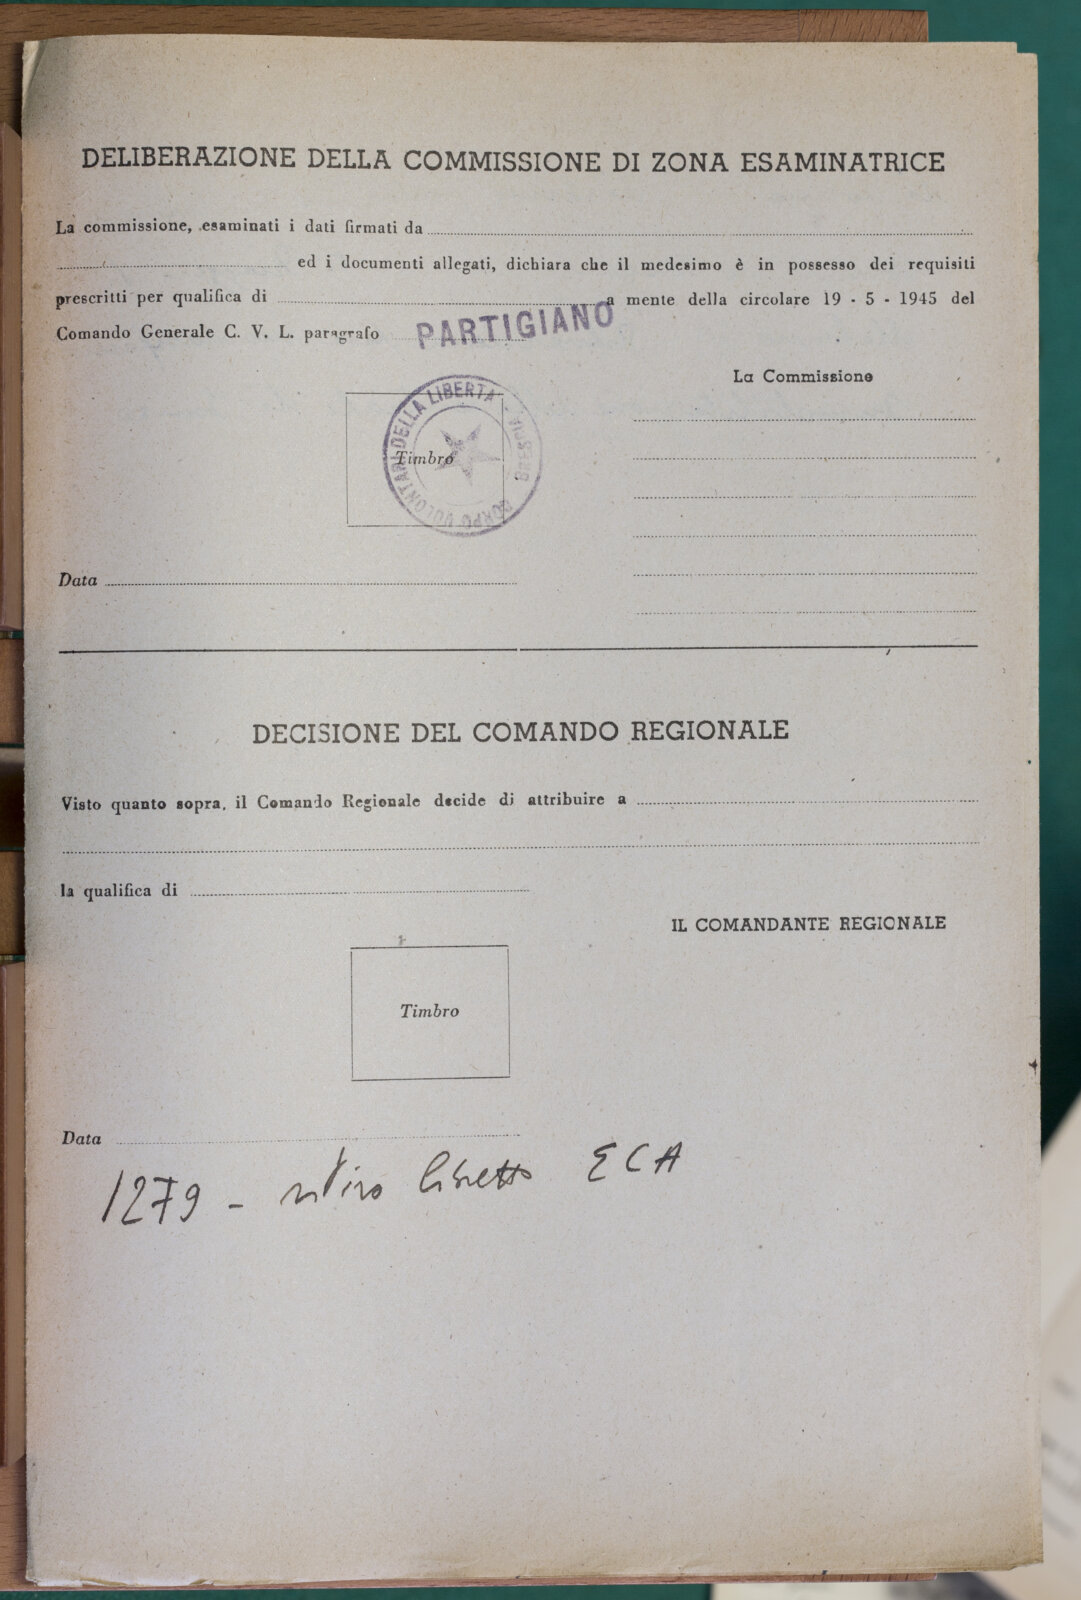 DELIBERAZIONE DELLA COMMISSIONE DI ZONA ESAMINATRICE
La commissione, esaminati i dati firmati da
ed i documenti allegati, dichiara che il medesimo è in possesso dei requisiti
prescritti per qualifica di a mente della circolare 19 - 5 - 1945 del
Comando Generale C. V. L. paragrafo PARTIGIANO
La Commissione
CORPO VOLONTARI DELLA LIBERTA - BRESCIA
Timbro
Data
DECISIONE DEL COMANDO REGIONALE
Visto quanto sopra, il Comando Regionale decide di attribuire a
la qualifica di
IL COMANDANTE REGIONALE
Timbro
Data
1279 - ritiro libretto ECA